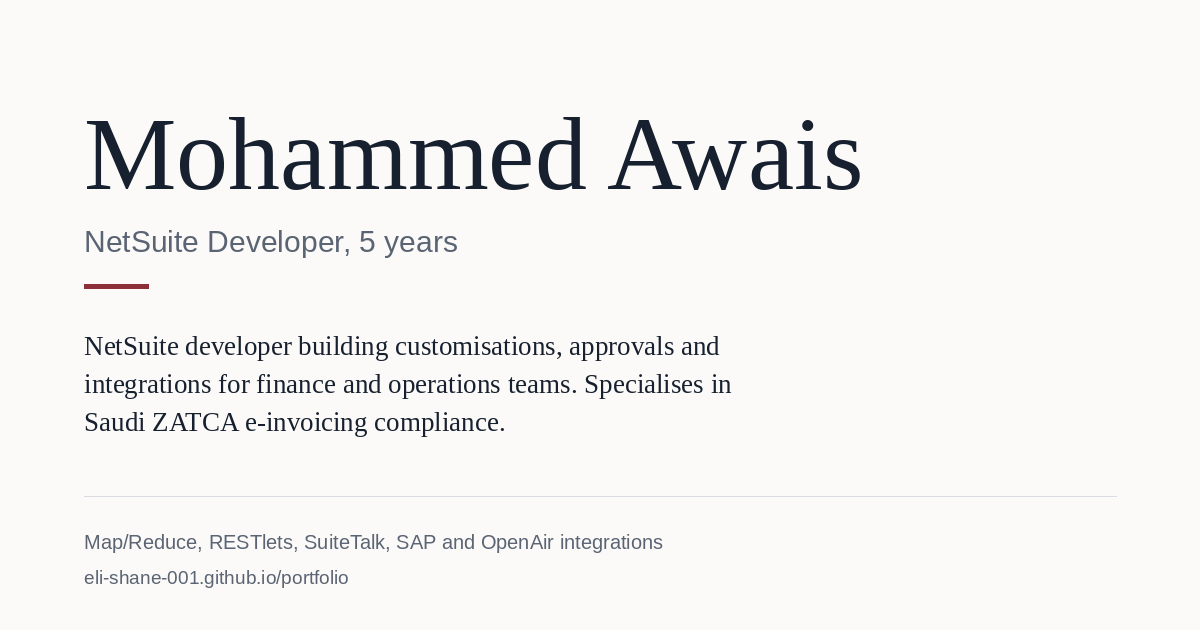 Mohammed Awais
NetSuite Developer, 5 years
NetSuite developer building customisations, approvals and
integrations for finance and operations teams. Specialises in
Saudi ZATCA e-invoicing compliance.
Map/Reduce, RESTlets, SuiteTalk, SAP and OpenAir integrations
eli-shane-001.github.io/portfolio